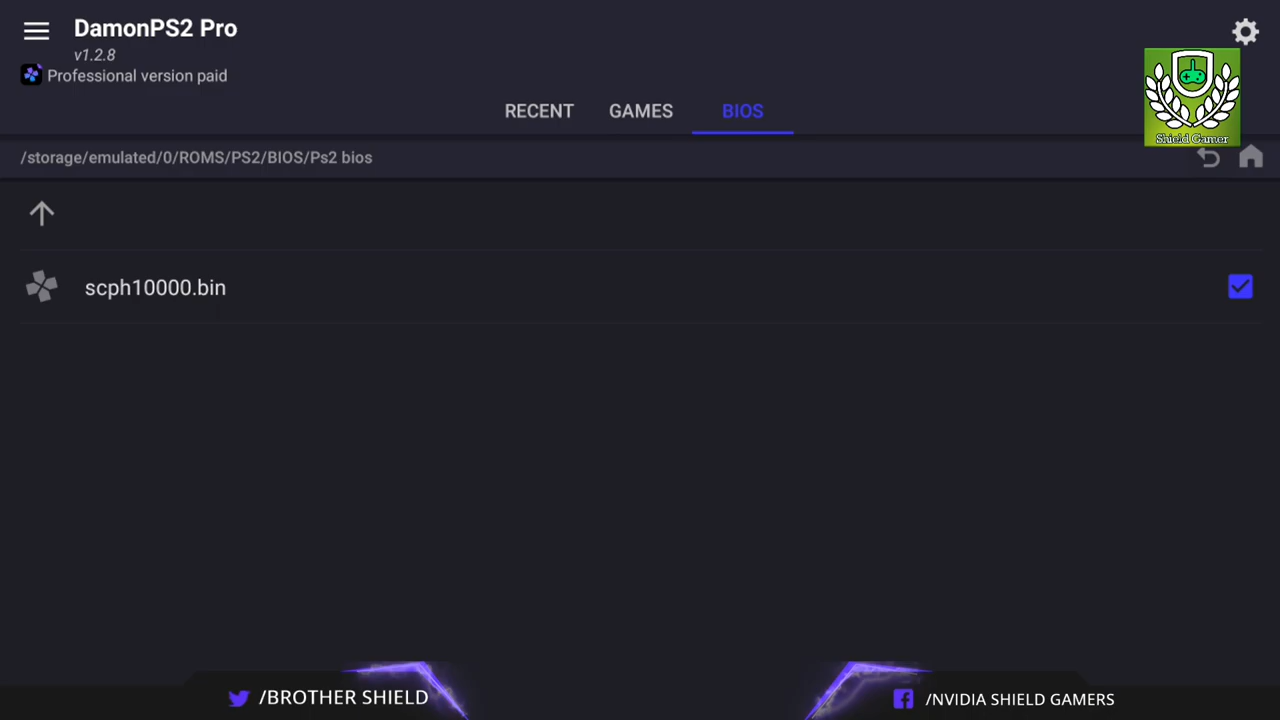 DamonPS2 Pro
v1.2.8
Professional version paid
Shield Gamer
RECENT GAMES BIOS
/storage/emulated/0/ROMS/PS2/BIOS/Ps2 bios
scph10000.bin
/BROTHER SHIELD
/NVIDIA SHIELD GAMERS